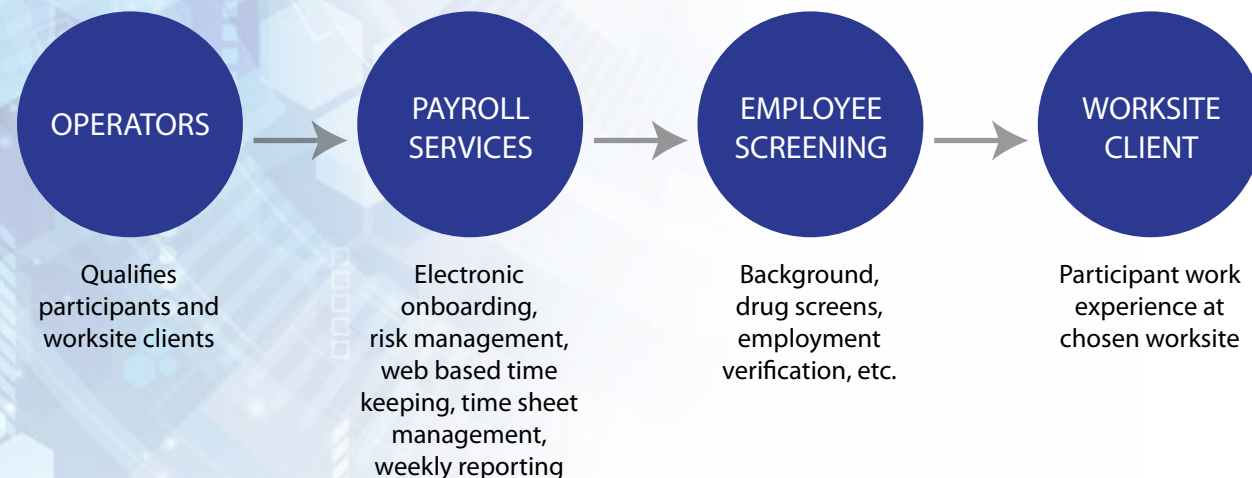 OPERATORS
PAYROLL
SERVICES
EMPLOYEE
SCREENING
WORKSITE
CLIENT
Qualifies
participants and
worksite clients
Electronic
onboarding,
risk management,
web based time
keeping, time sheet
management,
weekly reporting
Background,
drug screens,
employment
verification, etc.
Participant work
experience at
chosen worksite